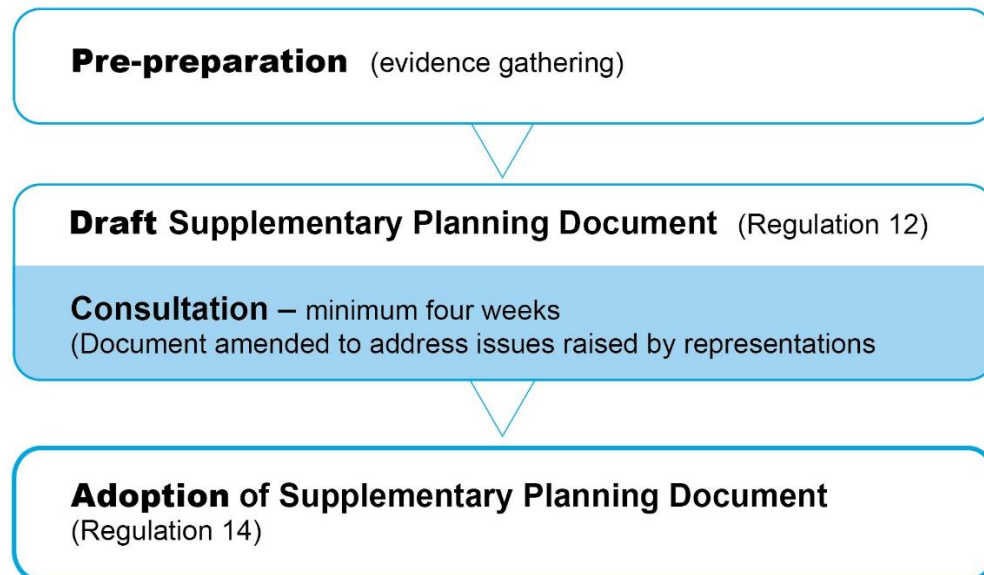 Pre-preparation (evidence gathering)
Draft Supplementary Planning Document (Regulation 12)
Consultation – minimum four weeks
(Document amended to address issues raised by representations
Adoption of Supplementary Planning Document
(Regulation 14)